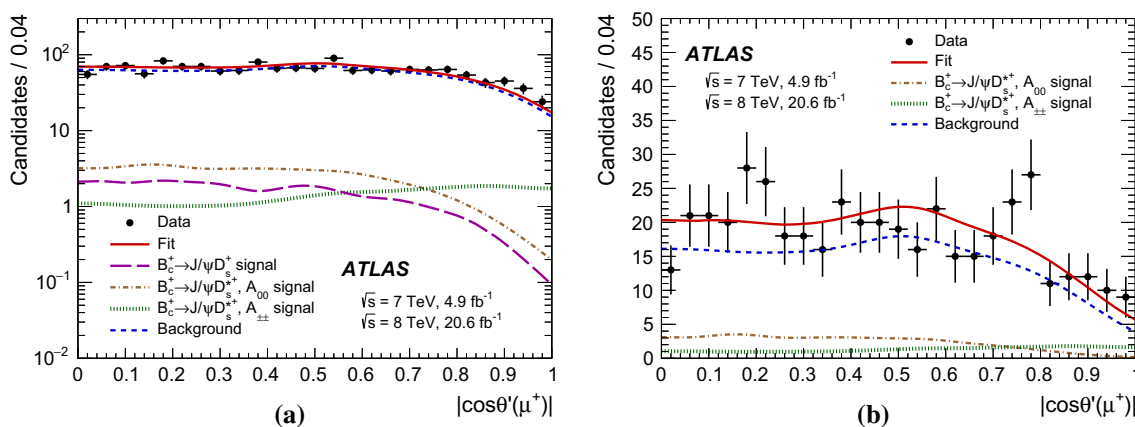 Candidates / 0.04
10²
10
1
10⁻¹
10⁻²
Data
Fit
B_c^+→J/ψD_s^+ signal
B_c^+→J/ψD_s^{*+}, A_{00} signal
B_c^+→J/ψD_s^{*+}, A_{±±} signal
Background
ATLAS
√s = 7 TeV, 4.9 fb⁻¹
√s = 8 TeV, 20.6 fb⁻¹
0 0.1 0.2 0.3 0.4 0.5 0.6 0.7 0.8 0.9 1
|cosθ'(μ⁺)|
(a)
Candidates / 0.04
50
45
40
35
30
25
20
15
10
5
0
ATLAS
√s = 7 TeV, 4.9 fb⁻¹
√s = 8 TeV, 20.6 fb⁻¹
Data
Fit
B_c^+→J/ψD_s^{*+}, A_{00} signal
B_c^+→J/ψD_s^{*+}, A_{±±} signal
Background
0 0.1 0.2 0.3 0.4 0.5 0.6 0.7 0.8 0.9 1
|cosθ'(μ⁺)|
(b)